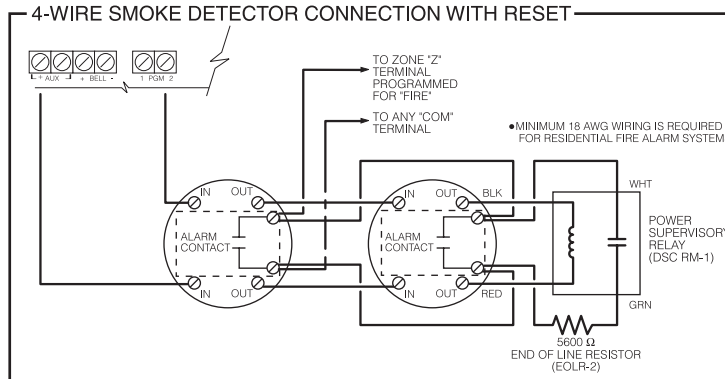 4-WIRE SMOKE DETECTOR CONNECTION WITH RESET
+ AUX - + BELL - 1 PGM 2
TO ZONE "Z"
TERMINAL
PROGRAMMED
FOR "FIRE"
TO ANY "COM"
TERMINAL
•MINIMUM 18 AWG WIRING IS REQUIRED
FOR RESIDENTIAL FIRE ALARM SYSTEM
IN OUT IN OUT BLK WHT
ALARM
CONTACT
ALARM
CONTACT
POWER
SUPERVISORY
RELAY
(DSC RM-1)
IN OUT IN OUT RED GRN
5600 Ω
END OF LINE RESISTOR
(EOLR-2)